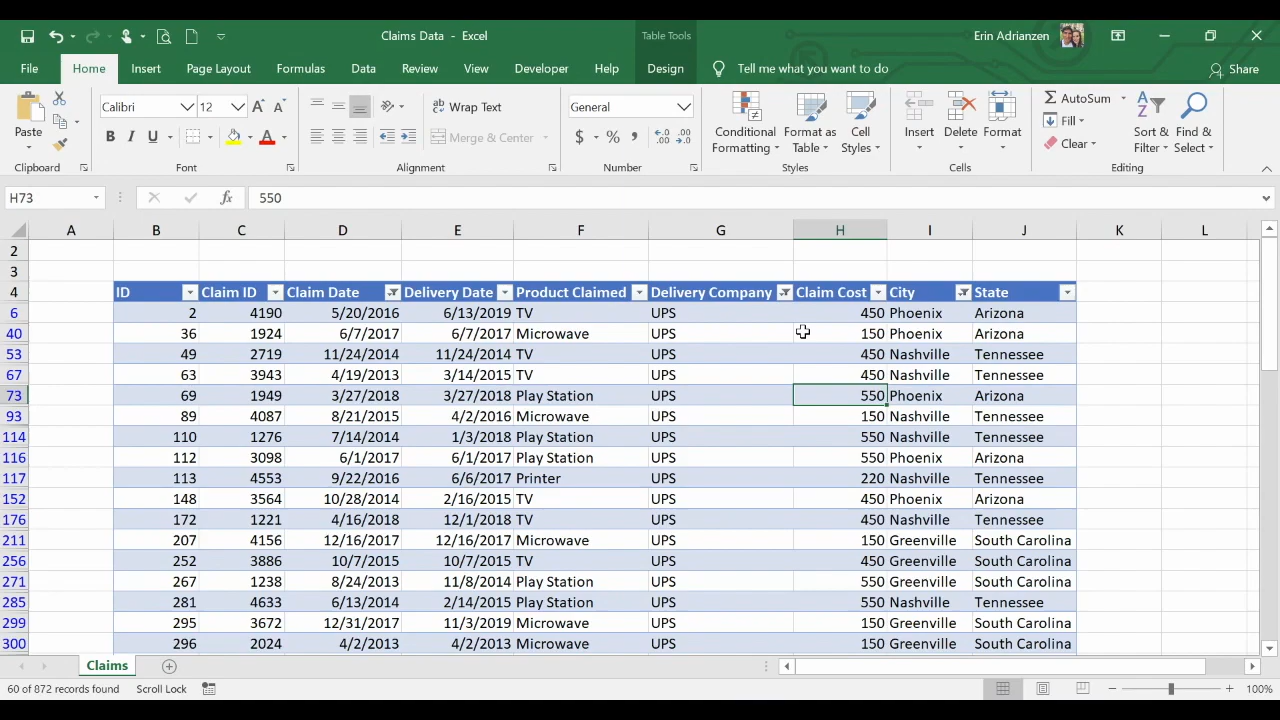 Claims Data - Excel
Table Tools
Erin Adrianzen
File Home Insert Page Layout Formulas Data Review View Developer Help Design Tell me what you want to do Share
Calibri 12 Wrap Text General AutoSum
Paste B I U Merge & Center $ % Conditional Formatting Format as Table Cell Styles Insert Delete Format Fill Sort & Filter Find & Select
Clear
Clipboard Font Alignment Number Styles Cells Editing
H73 fx 550
A B C D E F G H I J K L
2
3
4 ID Claim ID Claim Date Delivery Date Product Claimed Delivery Company Claim Cost City State
6 2 4190 5/20/2016 6/13/2019 TV UPS 450 Phoenix Arizona
40 36 1924 6/7/2017 6/7/2017 Microwave UPS 150 Phoenix Arizona
53 49 2719 11/24/2014 11/24/2014 TV UPS 450 Nashville Tennessee
67 63 3943 4/19/2013 3/14/2015 TV UPS 450 Nashville Tennessee
73 69 1949 3/27/2018 3/27/2018 Play Station UPS 550 Phoenix Arizona
93 89 4087 8/21/2015 4/2/2016 Microwave UPS 150 Nashville Tennessee
114 110 1276 7/14/2014 1/3/2018 Play Station UPS 550 Nashville Tennessee
116 112 3098 6/1/2017 6/1/2017 Play Station UPS 550 Phoenix Arizona
117 113 4553 9/22/2016 6/6/2017 Printer UPS 220 Nashville Tennessee
152 148 3564 10/28/2014 2/16/2015 TV UPS 450 Phoenix Arizona
176 172 1221 4/16/2018 12/1/2018 TV UPS 450 Nashville Tennessee
211 207 4156 12/16/2017 12/16/2017 Microwave UPS 150 Greenville South Carolina
256 252 3886 10/7/2015 10/7/2015 TV UPS 450 Greenville South Carolina
271 267 1238 8/24/2013 11/8/2014 Play Station UPS 550 Greenville South Carolina
285 281 4633 6/13/2014 2/14/2015 Play Station UPS 550 Nashville Tennessee
299 295 3672 12/31/2017 11/3/2019 Microwave UPS 150 Greenville South Carolina
300 296 2024 4/2/2013 4/2/2013 Microwave UPS 150 Greenville South Carolina
Claims
60 of 872 records found Scroll Lock 100%